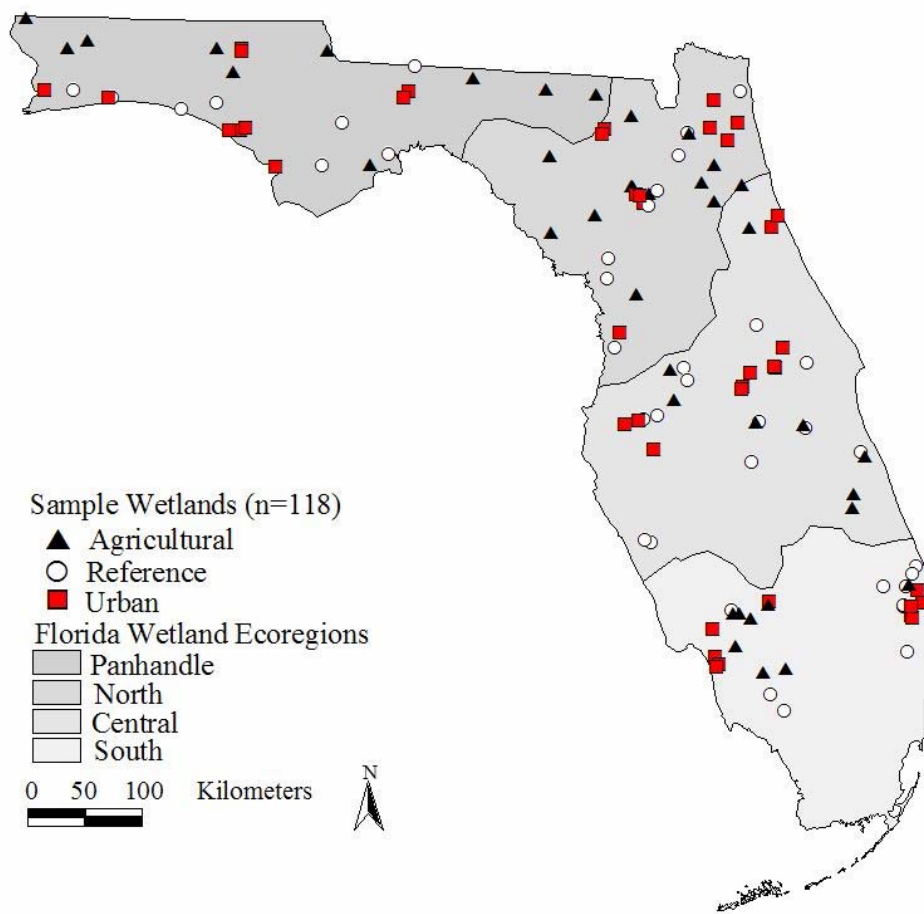 Sample Wetlands (n=118)
Agricultural
Reference
Urban
Florida Wetland Ecoregions
Panhandle
North
Central
South
0 50 100 Kilometers
N